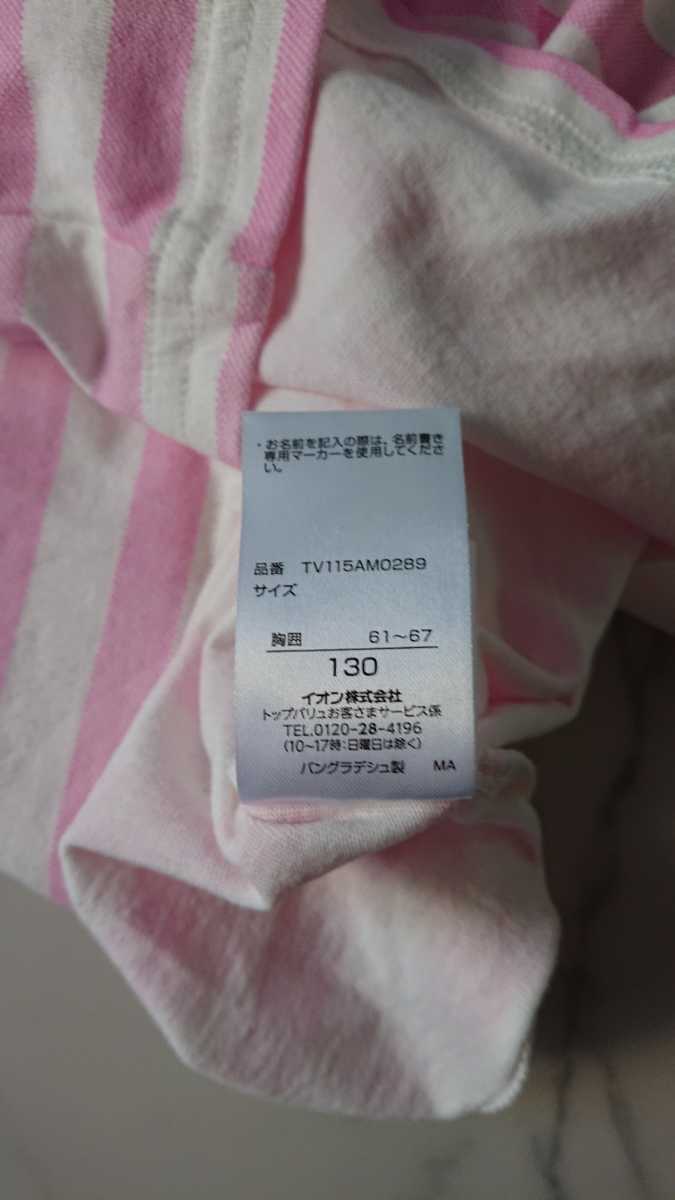 ・お名前を記入の際は、名前書き
専用マーカーを使用してくださ
い。
品番 TV115AM0289
サイズ
胸囲 61～67
130
イオン株式会社
トップバリュお客さまサービス係
TEL.0120-28-4196
(10～17時:日曜日は除く)
バングラデシュ製 MA